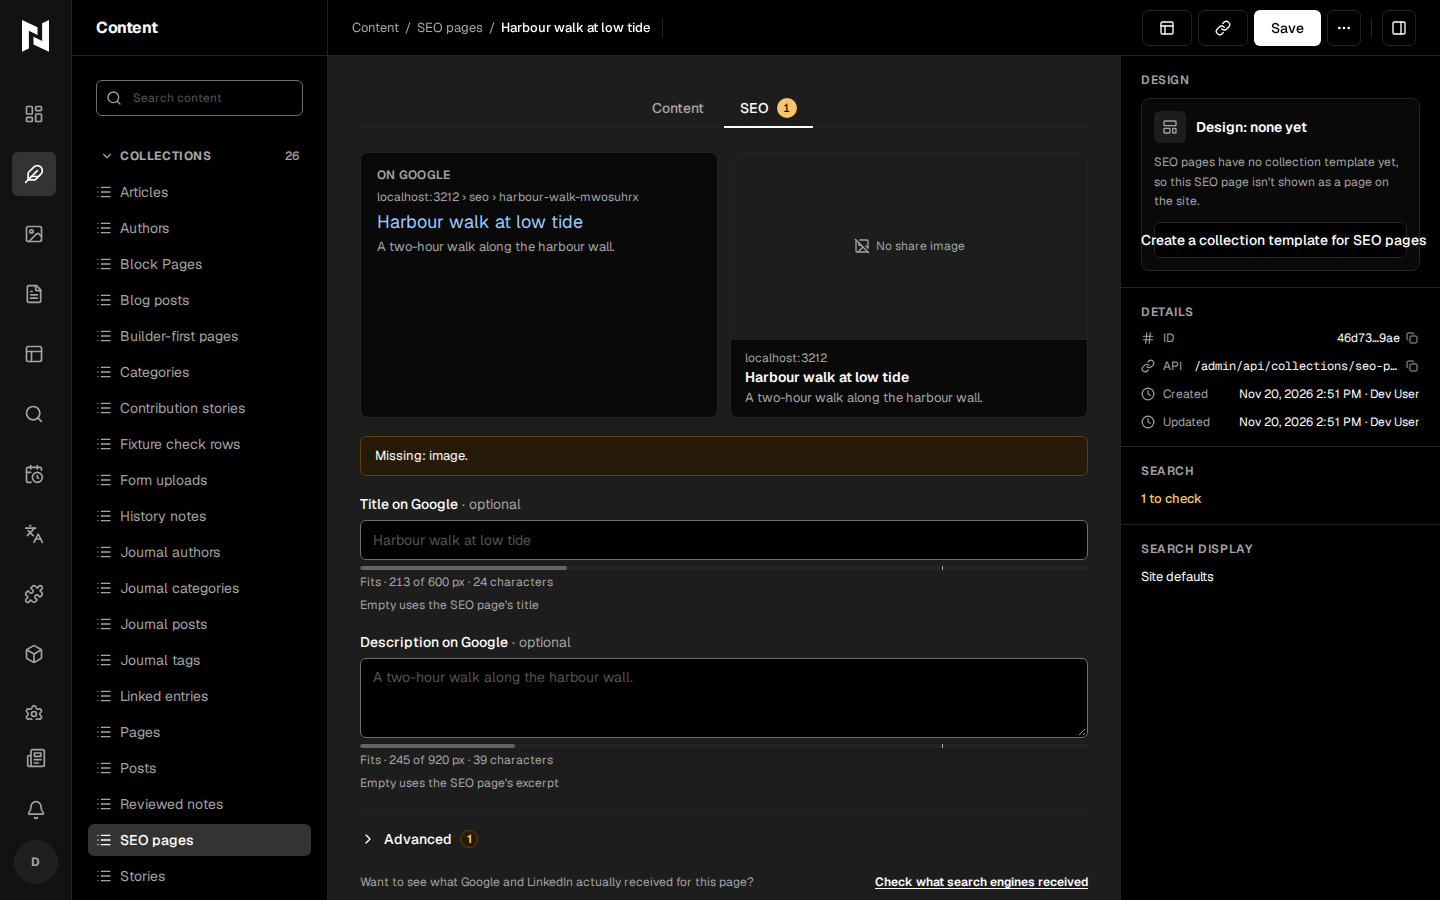 Content
Content / SEO pages / Harbour walk at low tide
Save
Search content
COLLECTIONS 26
Articles
Authors
Block Pages
Blog posts
Builder-first pages
Categories
Contribution stories
Fixture check rows
Form uploads
History notes
Journal authors
Journal categories
Journal posts
Journal tags
Linked entries
Pages
Posts
Reviewed notes
SEO pages
Stories
D
Content
SEO 1
ON GOOGLE
localhost:3212 › seo › harbour-walk-mwosuhrx
Harbour walk at low tide
A two-hour walk along the harbour wall.
No share image
localhost:3212
Harbour walk at low tide
A two-hour walk along the harbour wall.
Missing: image.
Title on Google · optional
Harbour walk at low tide
Fits · 213 of 600 px · 24 characters
Empty uses the SEO page's title
Description on Google · optional
A two-hour walk along the harbour wall.
Fits · 245 of 920 px · 39 characters
Empty uses the SEO page's excerpt
Advanced 1
Want to see what Google and LinkedIn actually received for this page?
Check what search engines received
DESIGN
Design: none yet
SEO pages have no collection template yet,
so this SEO page isn't shown as a page on
the site.
Create a collection template for SEO pages
DETAILS
ID 46d73…9ae
API /admin/api/collections/seo-p…
Created Nov 20, 2026 2:51 PM · Dev User
Updated Nov 20, 2026 2:51 PM · Dev User
SEARCH
1 to check
SEARCH DISPLAY
Site defaults